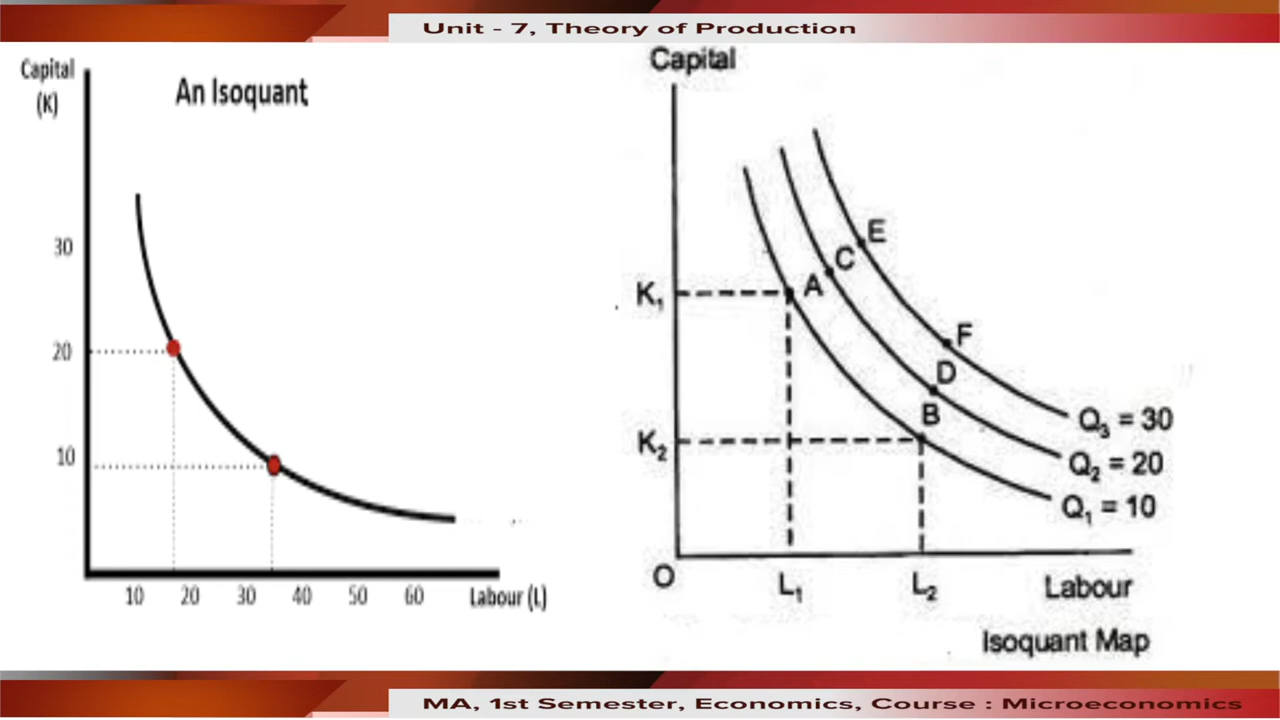 Unit - 7, Theory of Production
Capital
(K)
An Isoquant
30
20
10
10 20 30 40 50 60 Labour (L)
Capital
E
C
K₁ A
F
D
B
K₂
Q₃ = 30
Q₂ = 20
Q₁ = 10
O L₁ L₂ Labour
Isoquant Map
MA, 1st Semester, Economics, Course : Microeconomics